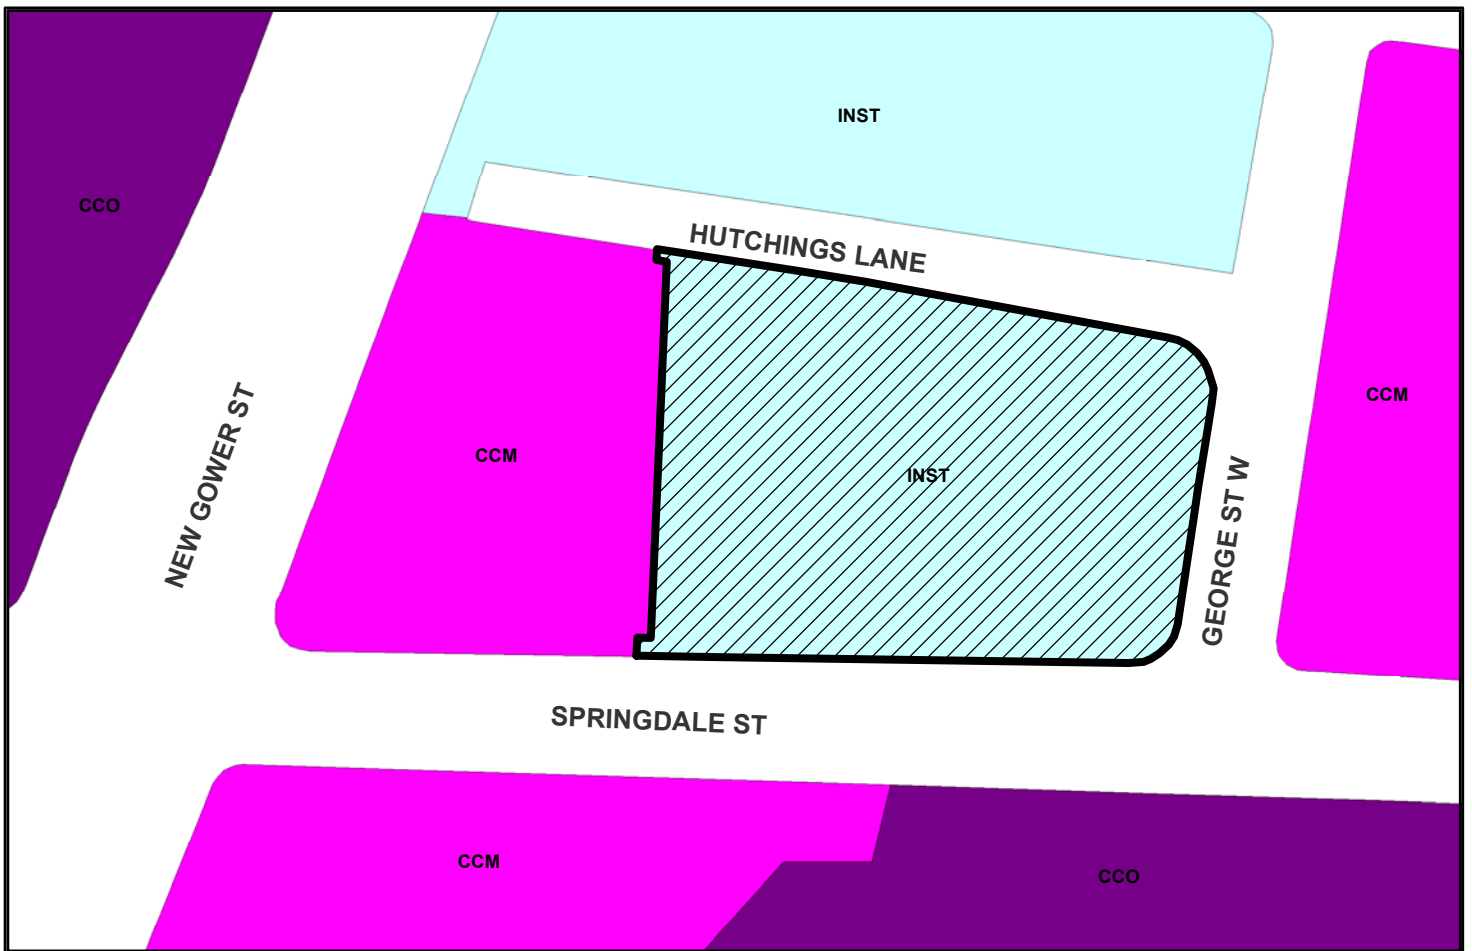 INST
CCO
HUTCHINGS LANE
CCM
NEW GOWER ST
CCM
INST
GEORGE ST W
SPRINGDALE ST
CCM
CCO